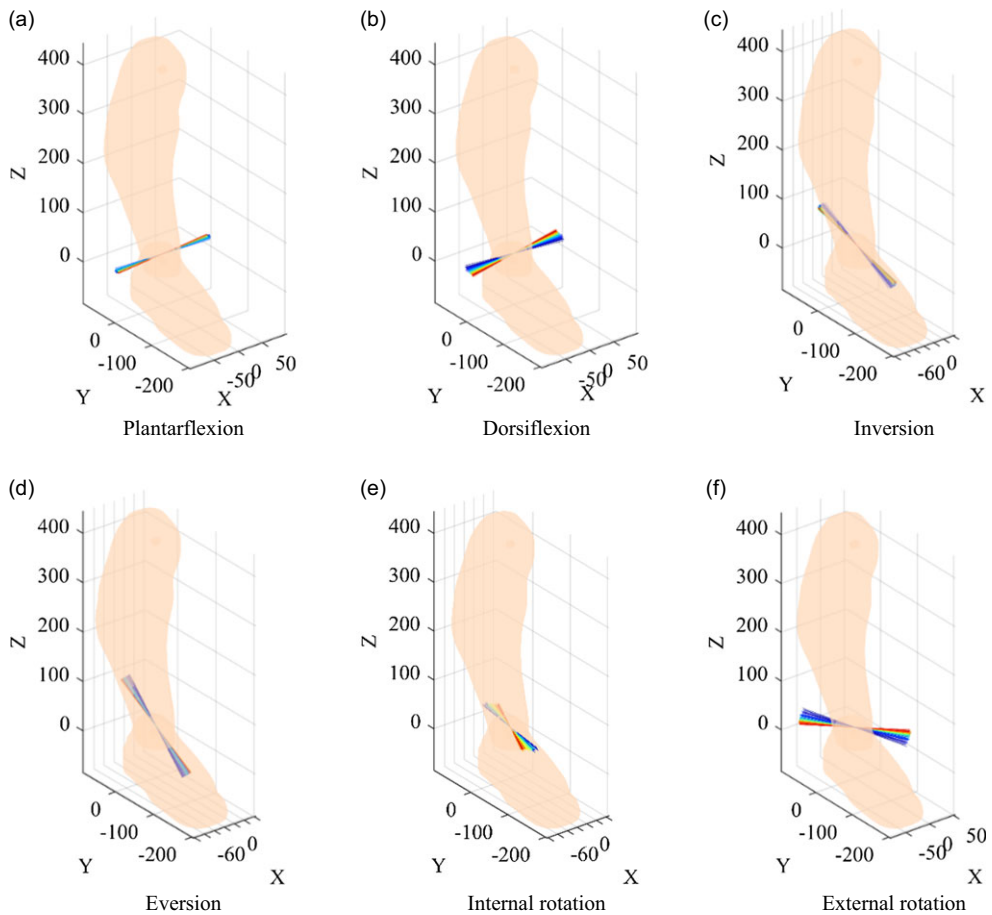 (a)
400
300
200
100
0
Z
0
-100
-200
Y
-50
0
50
X
Plantarflexion
(b)
400
300
200
100
0
Z
0
-100
-200
Y
-50
0
50
X
Dorsiflexion
(c)
400
300
200
100
0
Z
0
-100
-200
Y
-60
0
X
Inversion
(d)
400
300
200
100
0
Z
0
-100
-200
Y
-60
0
X
Eversion
(e)
400
300
200
100
0
Z
0
-100
-200
Y
-60
0
X
Internal rotation
(f)
400
300
200
100
0
Z
0
-100
-200
Y
-50
0
50
X
External rotation